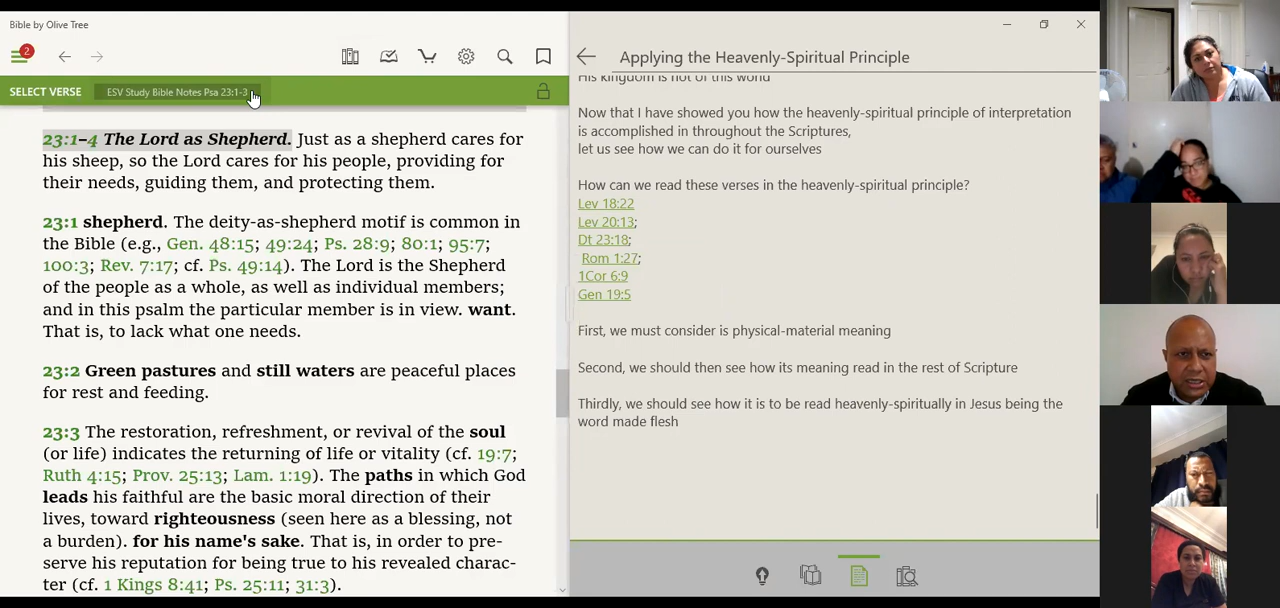 Bible by Olive Tree
2
SELECT VERSE
ESV Study Bible Notes Psa 23:1-3
23:1–4 The Lord as Shepherd. Just as a shepherd cares for
his sheep, so the Lord cares for his people, providing for
their needs, guiding them, and protecting them.
23:1 shepherd. The deity-as-shepherd motif is common in
the Bible (e.g., Gen. 48:15; 49:24; Ps. 28:9; 80:1; 95:7;
100:3; Rev. 7:17; cf. Ps. 49:14). The Lord is the Shepherd
of the people as a whole, as well as individual members;
and in this psalm the particular member is in view. want.
That is, to lack what one needs.
23:2 Green pastures and still waters are peaceful places
for rest and feeding.
23:3 The restoration, refreshment, or revival of the soul
(or life) indicates the returning of life or vitality (cf. 19:7;
Ruth 4:15; Prov. 25:13; Lam. 1:19). The paths in which God
leads his faithful are the basic moral direction of their
lives, toward righteousness (seen here as a blessing, not
a burden). for his name's sake. That is, in order to pre-
serve his reputation for being true to his revealed charac-
ter (cf. 1 Kings 8:41; Ps. 25:11; 31:3).
Applying the Heavenly-Spiritual Principle
His kingdom is not of this world
Now that I have showed you how the heavenly-spiritual principle of interpretation
is accomplished in throughout the Scriptures,
let us see how we can do it for ourselves
How can we read these verses in the heavenly-spiritual principle?
Lev 18:22
Lev 20:13;
Dt 23:18;
Rom 1:27;
1Cor 6:9
Gen 19:5
First, we must consider is physical-material meaning
Second, we should then see how its meaning read in the rest of Scripture
Thirdly, we should see how it is to be read heavenly-spiritually in Jesus being the
word made flesh